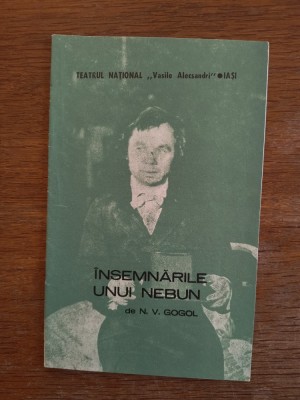 TEATRUL NAȚIONAL „Vasile Alecsandri" ● IAȘI
ÎNSEMNĂRILE
UNUI NEBUN
de N. V. GOGOL